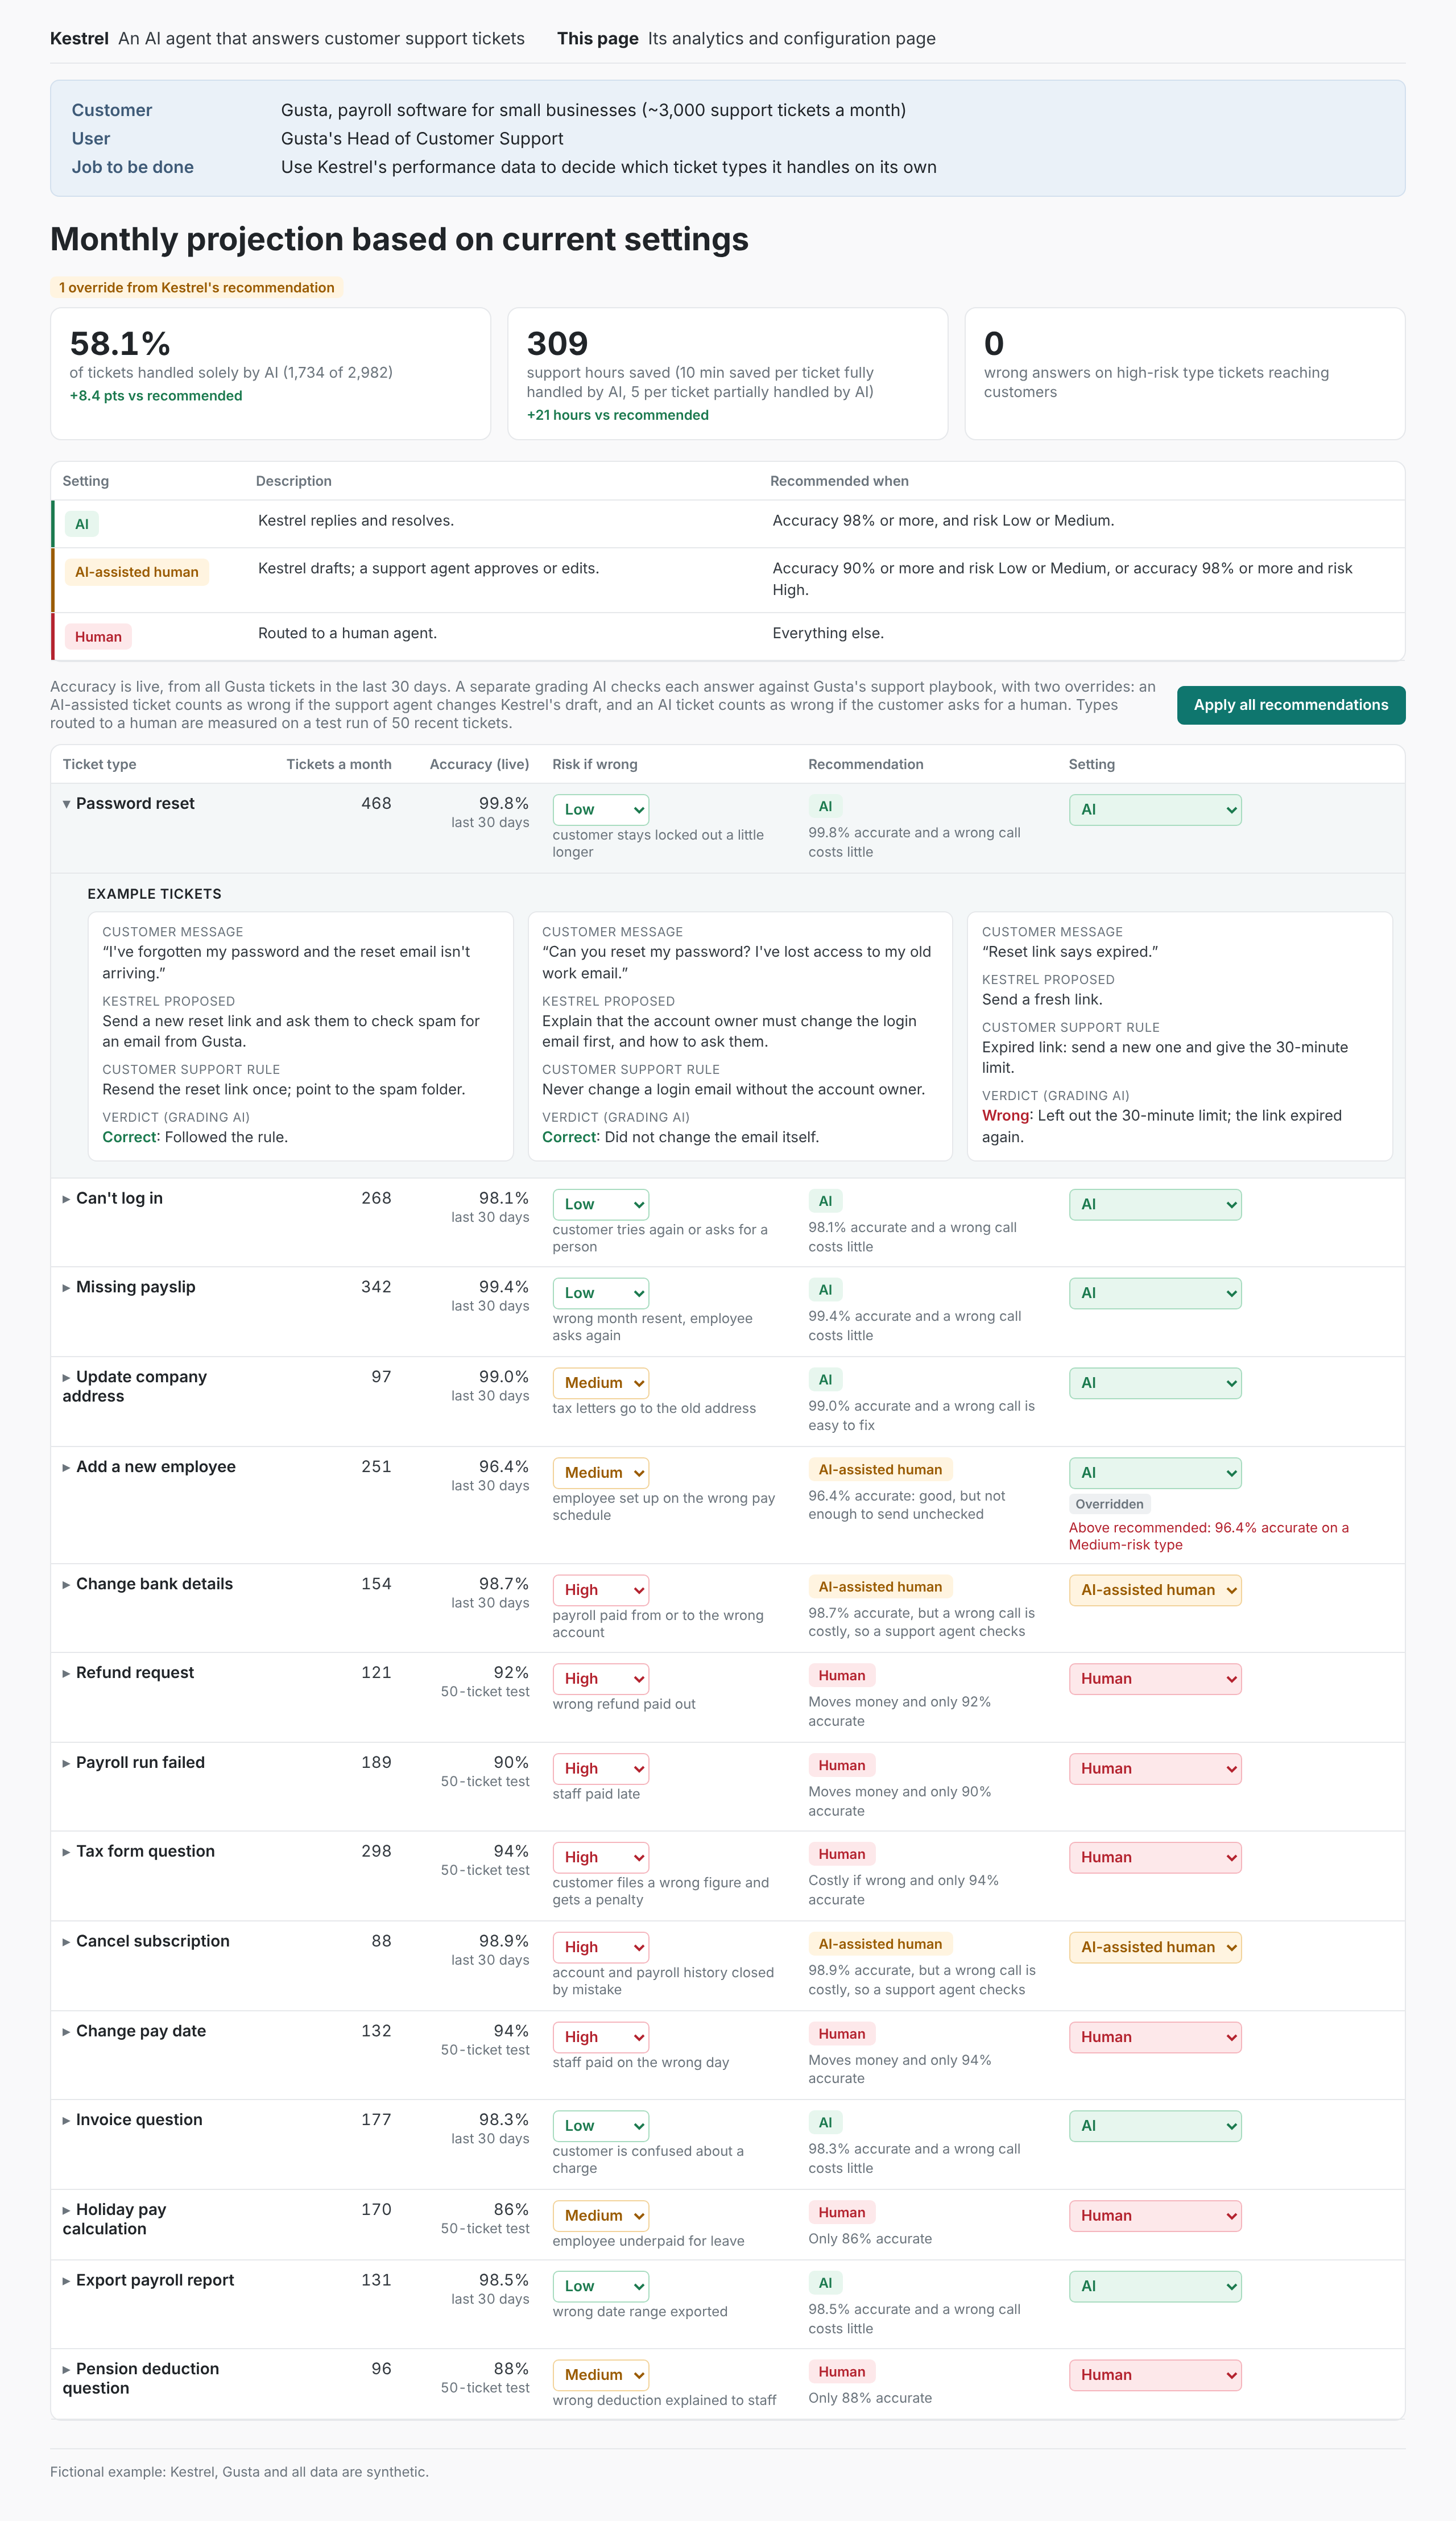 Kestrel An AI agent that answers customer support tickets This page Its analytics and configuration page
Customer Gusta, payroll software for small businesses (~3,000 support tickets a month)
User Gusta's Head of Customer Support
Job to be done Use Kestrel's performance data to decide which ticket types it handles on its own
Monthly projection based on current settings
1 override from Kestrel's recommendation
58.1%
of tickets handled solely by AI (1,734 of 2,982)
+8.4 pts vs recommended
309
support hours saved (10 min saved per ticket fully
handled by AI, 5 per ticket partially handled by AI)
+21 hours vs recommended
0
wrong answers on high-risk type tickets reaching
customers
Setting Description Recommended when
AI Kestrel replies and resolves. Accuracy 98% or more, and risk Low or Medium.
AI-assisted human Kestrel drafts; a support agent approves or edits. Accuracy 90% or more and risk Low or Medium, or accuracy 98% or more and risk
High.
Human Routed to a human agent. Everything else.
Accuracy is live, from all Gusta tickets in the last 30 days. A separate grading AI checks each answer against Gusta's support playbook, with two overrides: an
AI-assisted ticket counts as wrong if the support agent changes Kestrel's draft, and an AI ticket counts as wrong if the customer asks for a human. Types
routed to a human are measured on a test run of 50 recent tickets.
Apply all recommendations
Ticket type Tickets a month Accuracy (live) Risk if wrong Recommendation Setting
▾ Password reset 468 99.8% Low AI AI
last 30 days
customer stays locked out a little
longer
99.8% accurate and a wrong call
costs little
EXAMPLE TICKETS
CUSTOMER MESSAGE
“I've forgotten my password and the reset email isn't
arriving.”
KESTREL PROPOSED
Send a new reset link and ask them to check spam for
an email from Gusta.
CUSTOMER SUPPORT RULE
Resend the reset link once; point to the spam folder.
VERDICT (GRADING AI)
Correct: Followed the rule.
CUSTOMER MESSAGE
“Can you reset my password? I've lost access to my old
work email.”
KESTREL PROPOSED
Explain that the account owner must change the login
email first, and how to ask them.
CUSTOMER SUPPORT RULE
Never change a login email without the account owner.
VERDICT (GRADING AI)
Correct: Did not change the email itself.
CUSTOMER MESSAGE
“Reset link says expired.”
KESTREL PROPOSED
Send a fresh link.
CUSTOMER SUPPORT RULE
Expired link: send a new one and give the 30-minute
limit.
VERDICT (GRADING AI)
Wrong: Left out the 30-minute limit; the link expired
again.
▸ Can't log in 268 98.1% Low AI AI
last 30 days
customer tries again or asks for a
person
98.1% accurate and a wrong call
costs little
▸ Missing payslip 342 99.4% Low AI AI
last 30 days
wrong month resent, employee
asks again
99.4% accurate and a wrong call
costs little
▸ Update company
address
97 99.0% Medium AI AI
last 30 days
tax letters go to the old address
99.0% accurate and a wrong call is
easy to fix
▸ Add a new employee 251 96.4% Medium AI-assisted human AI
last 30 days
employee set up on the wrong pay
schedule
96.4% accurate: good, but not
enough to send unchecked
Overridden
Above recommended: 96.4% accurate on a
Medium-risk type
▸ Change bank details 154 98.7% High AI-assisted human AI-assisted human
last 30 days
payroll paid from or to the wrong
account
98.7% accurate, but a wrong call is
costly, so a support agent checks
▸ Refund request 121 92% High Human Human
50-ticket test
wrong refund paid out
Moves money and only 92%
accurate
▸ Payroll run failed 189 90% High Human Human
50-ticket test
staff paid late
Moves money and only 90%
accurate
▸ Tax form question 298 94% High Human Human
50-ticket test
customer files a wrong figure and
gets a penalty
Costly if wrong and only 94%
accurate
▸ Cancel subscription 88 98.9% High AI-assisted human AI-assisted human
last 30 days
account and payroll history closed
by mistake
98.9% accurate, but a wrong call is
costly, so a support agent checks
▸ Change pay date 132 94% High Human Human
50-ticket test
staff paid on the wrong day
Moves money and only 94%
accurate
▸ Invoice question 177 98.3% Low AI AI
last 30 days
customer is confused about a
charge
98.3% accurate and a wrong call
costs little
▸ Holiday pay
calculation
170 86% Medium Human Human
50-ticket test
employee underpaid for leave
Only 86% accurate
▸ Export payroll report 131 98.5% Low AI AI
last 30 days
wrong date range exported
98.5% accurate and a wrong call
costs little
▸ Pension deduction
question
96 88% Medium Human Human
50-ticket test
wrong deduction explained to staff
Only 88% accurate
Fictional example: Kestrel, Gusta and all data are synthetic.